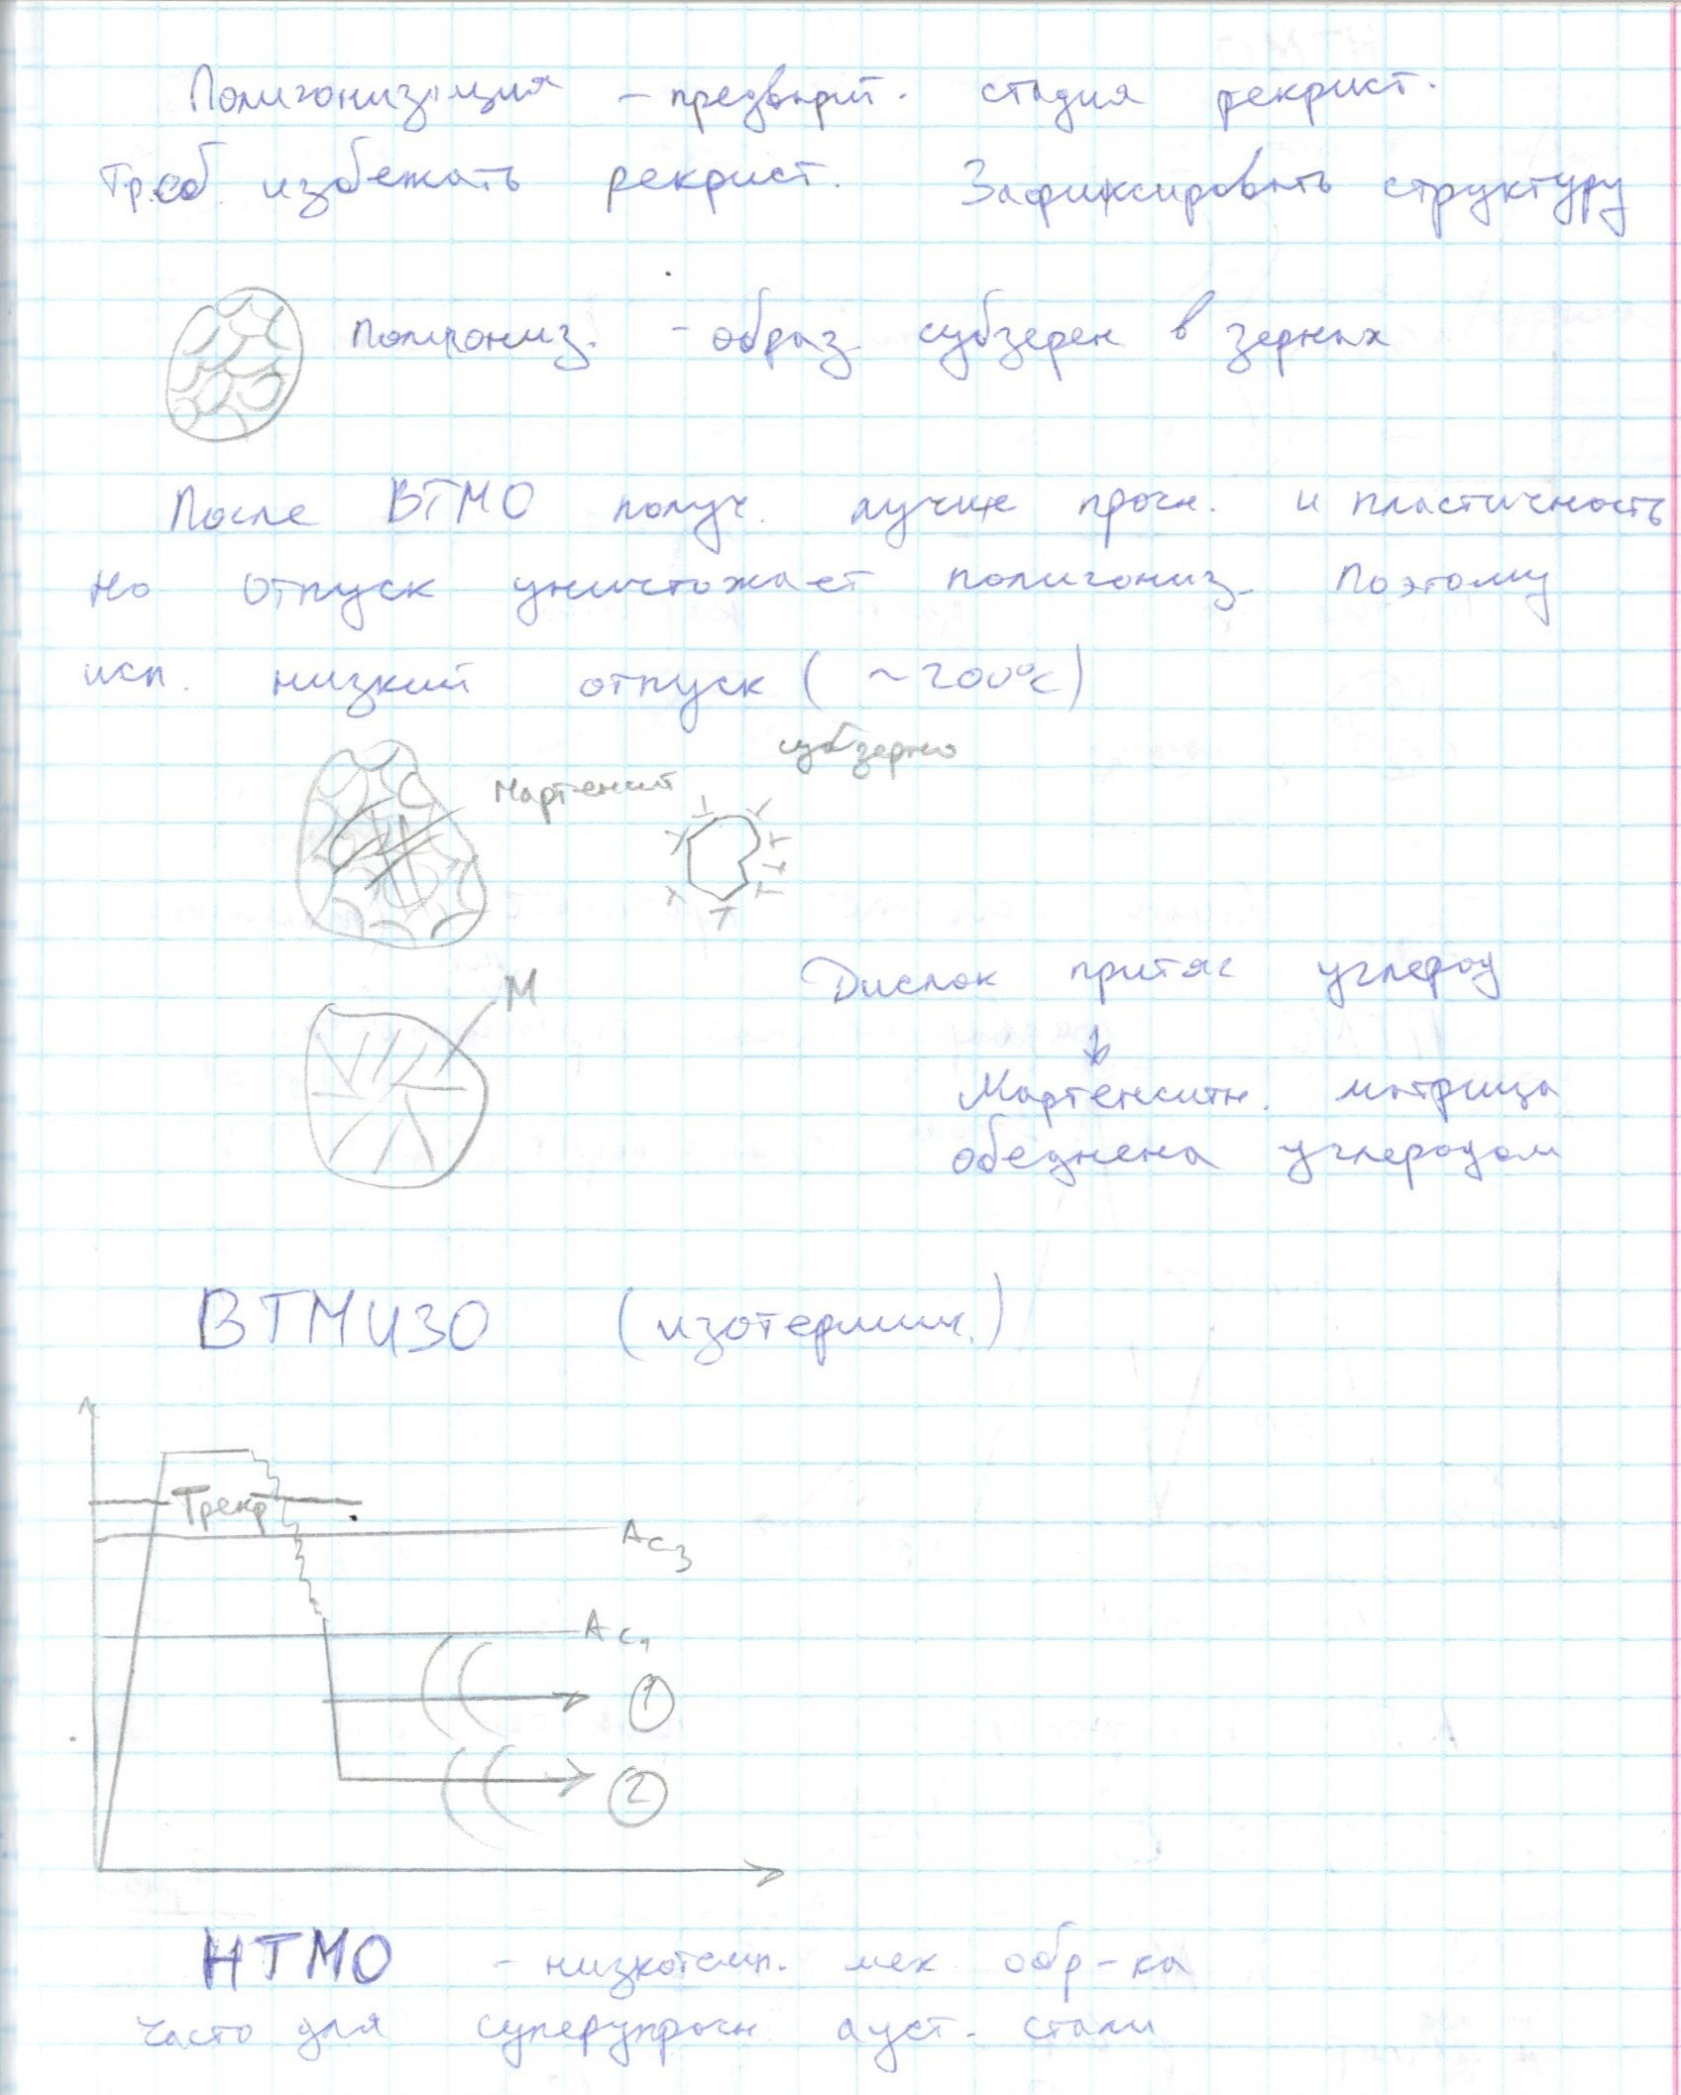 Полигонизация - предварит. стадия рекрист.
Треб. избежать рекрист. Зафиксировать структуру
Полигониз. - образ. субзерен в зернах
После ВТМО получ. лучше прочн. и пластичность
но отпуск уничтожает полигониз. Поэтому
исп. низкий отпуск (~200°C)
субзерно
Мартенсит
М
Дислок притяг углерод
Мартенситн. матрица
обеднена углеродом
ВТМИЗО (изотермич.)
Трекр
Ac3
Ac1
1
2
НТМО - низкотемп. мех обр-ка
часто для суперупрочн ауст. стали